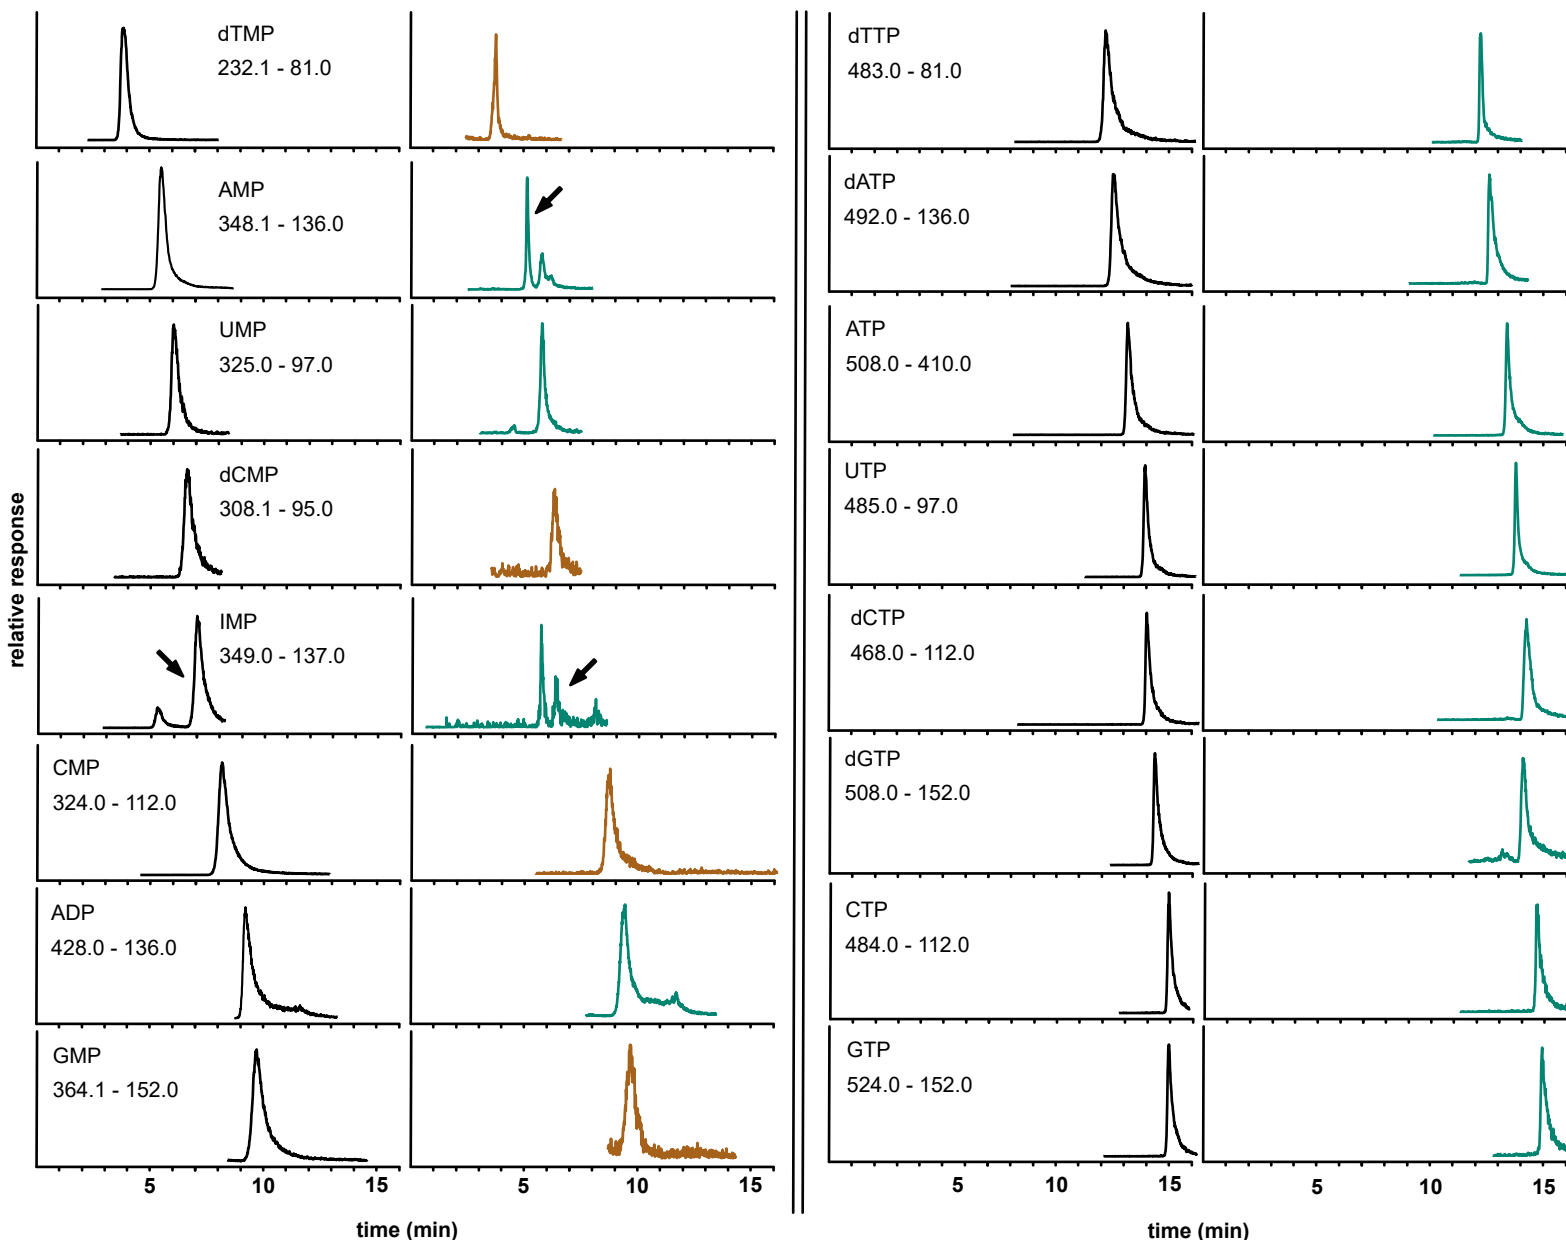 relative response
dTMP
232.1 - 81.0
AMP
348.1 - 136.0
UMP
325.0 - 97.0
dCMP
308.1 - 95.0
IMP
349.0 - 137.0
CMP
324.0 - 112.0
ADP
428.0 - 136.0
GMP
364.1 - 152.0
5 10 15 5 10 15
time (min)
dTTP
483.0 - 81.0
dATP
492.0 - 136.0
ATP
508.0 - 410.0
UTP
485.0 - 97.0
dCTP
468.0 - 112.0
dGTP
508.0 - 152.0
CTP
484.0 - 112.0
GTP
524.0 - 152.0
5 10 15 5 10 15
time (min)